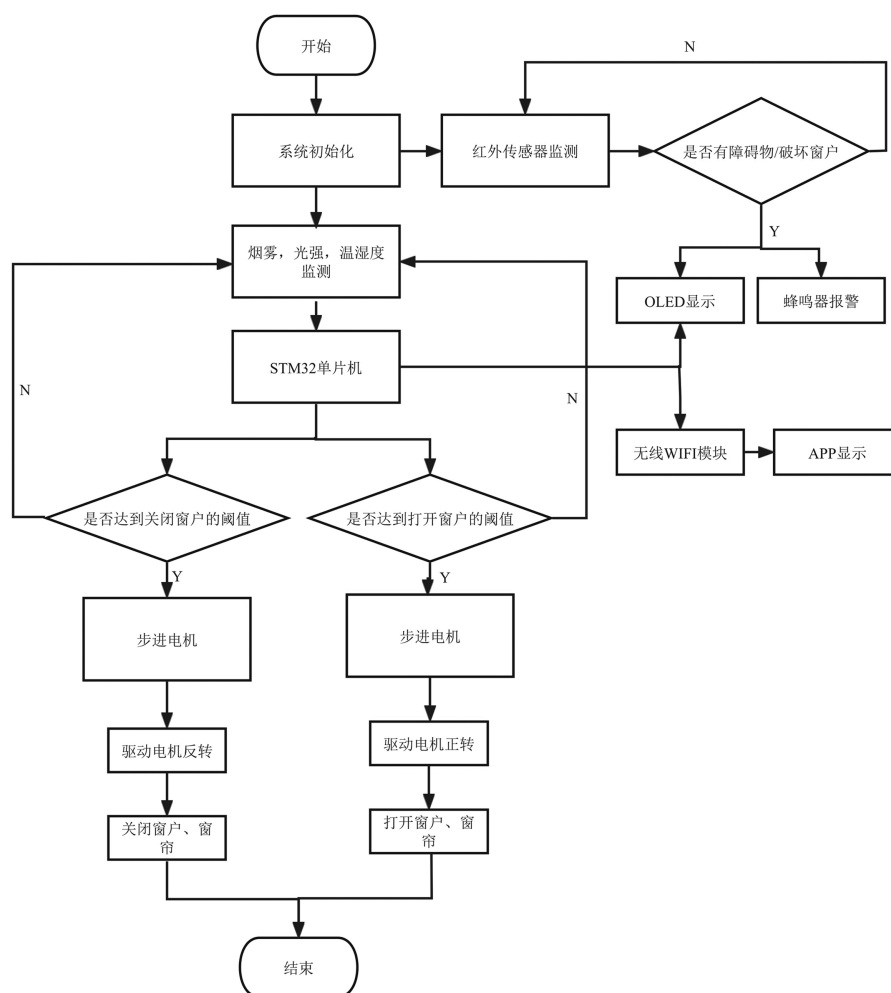 开始
N
系统初始化
红外传感器监测
是否有障碍物/破坏窗户
Y
烟雾，光强，温湿度
监测
OLED显示
蜂鸣器报警
STM32单片机
N
N
无线WIFI模块
APP显示
是否达到关闭窗户的阈值
是否达到打开窗户的阈值
Y
Y
步进电机
步进电机
驱动电机反转
驱动电机正转
关闭窗户、窗
帘
打开窗户、窗
帘
结束